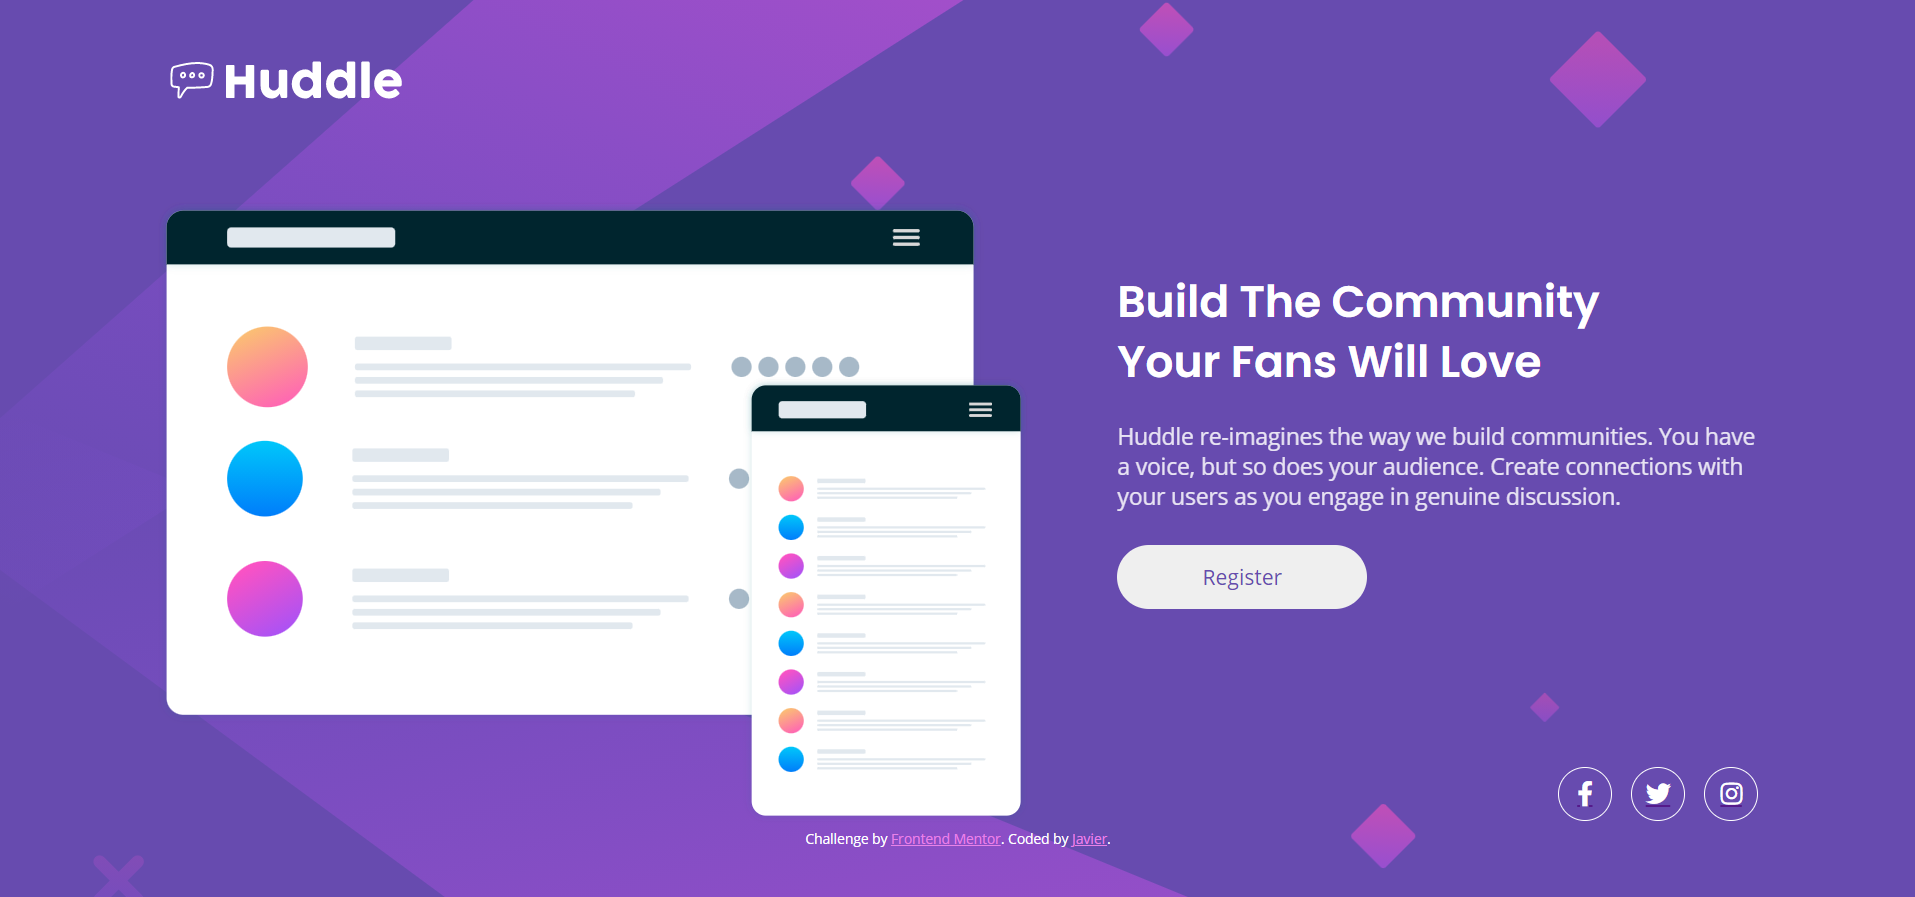 Huddle
Build The Community
Your Fans Will Love
Huddle re-imagines the way we build communities. You have
a voice, but so does your audience. Create connections with
your users as you engage in genuine discussion.
Register
Challenge by Frontend Mentor. Coded by Javier.